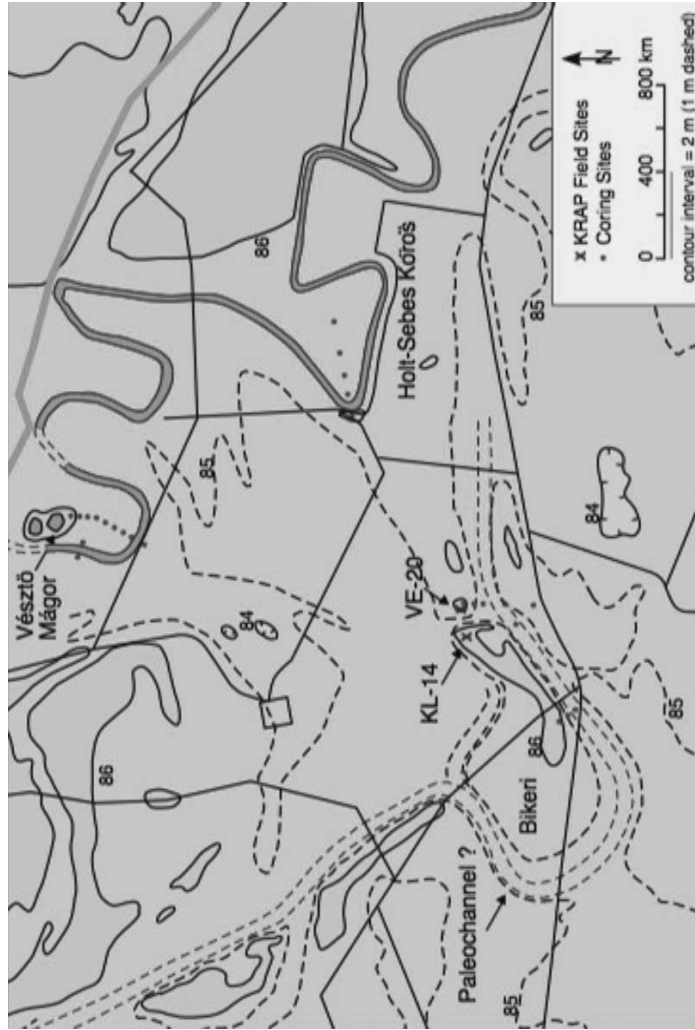 Vésztö
Mágor
86
85
84
86
Holt-Sebes Körös
VE-20
KL-14
Paleochannel ?
85
Bikeri
86
85
85
84
x KRAP Field Sites
• Coring Sites
N
0 400 800 km
contour interval = 2 m (1 m dashed)